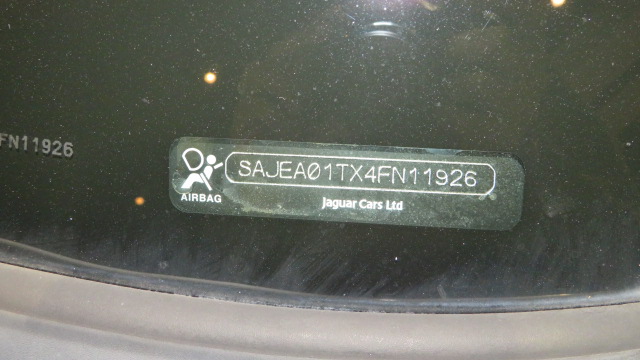 FN11926
SAJEA01TX4FN11926
AIRBAG
Jaguar Cars Ltd